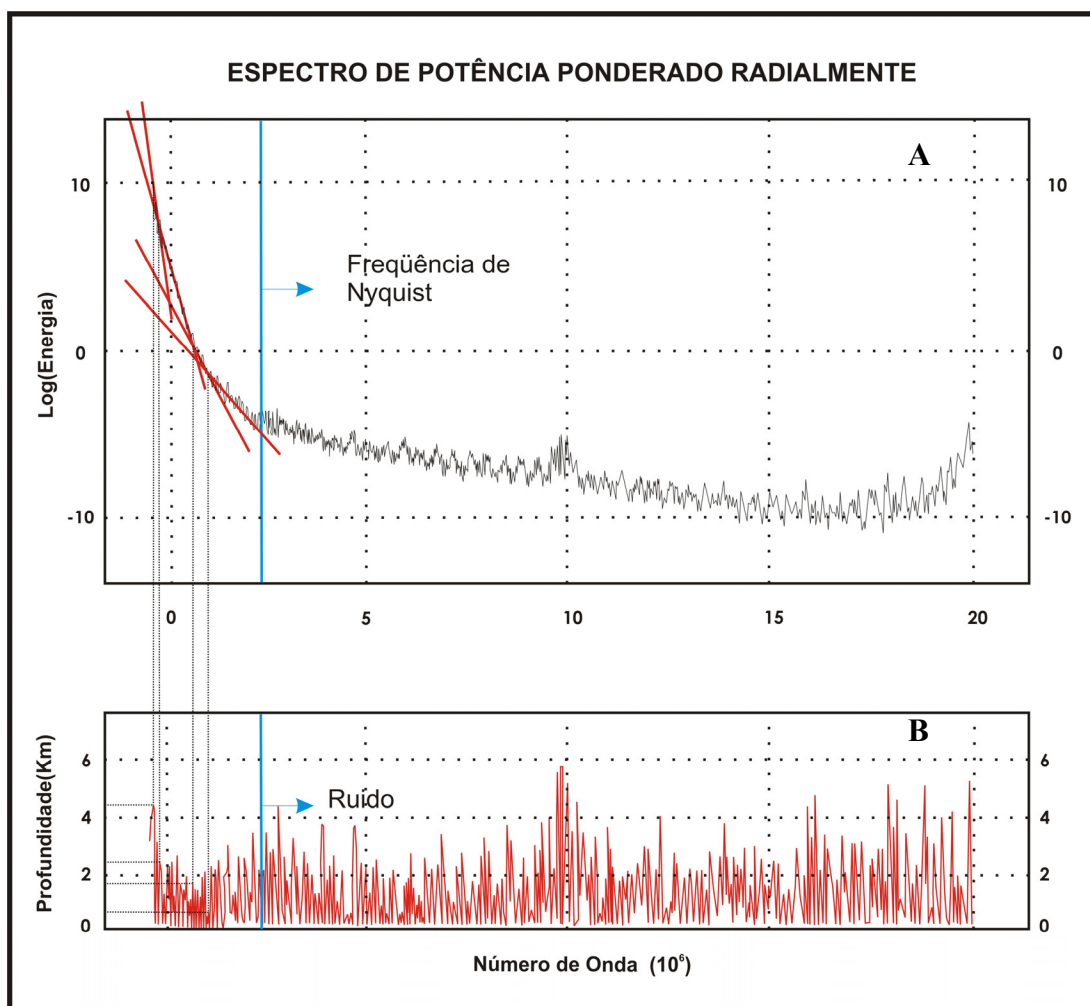 ESPECTRO DE POTÊNCIA PONDERADO RADIALMENTE
A
10
10
Freqüência de
Nyquist
0
0
Log(Energia)
-10
-10
0 5 10 15 20
B
6
6
Ruído
4
4
2
2
0
0
Profundidade(Km)
Número de Onda (10⁶)